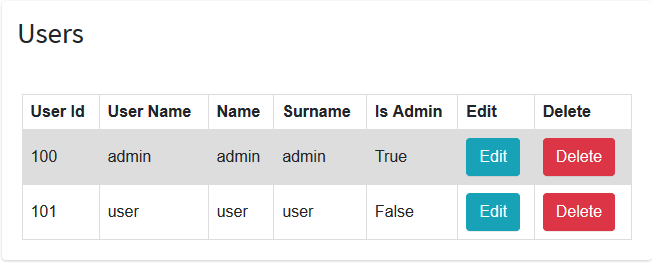 Users
User Id User Name Name Surname Is Admin Edit Delete
100 admin admin admin True Edit Delete
101 user user user False Edit Delete